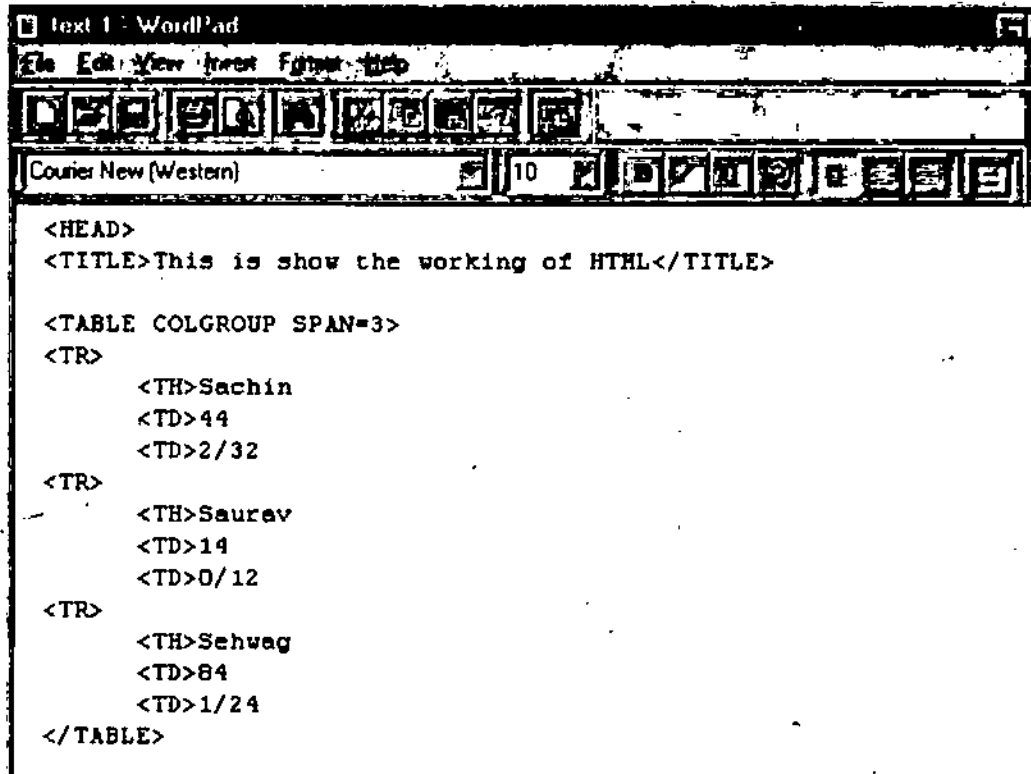 text 1 - WordPad
File Edit View Insert Format Help
Courier New (Western) 10
<HEAD>
<TITLE>This is show the working of HTML</TITLE>
<TABLE COLGROUP SPAN=3>
<TR>
<TH>Sachin
<TD>44
<TD>2/32
<TR>
<TH>Saurav
<TD>14
<TD>0/12
<TR>
<TH>Sehwag
<TD>84
<TD>1/24
</TABLE>